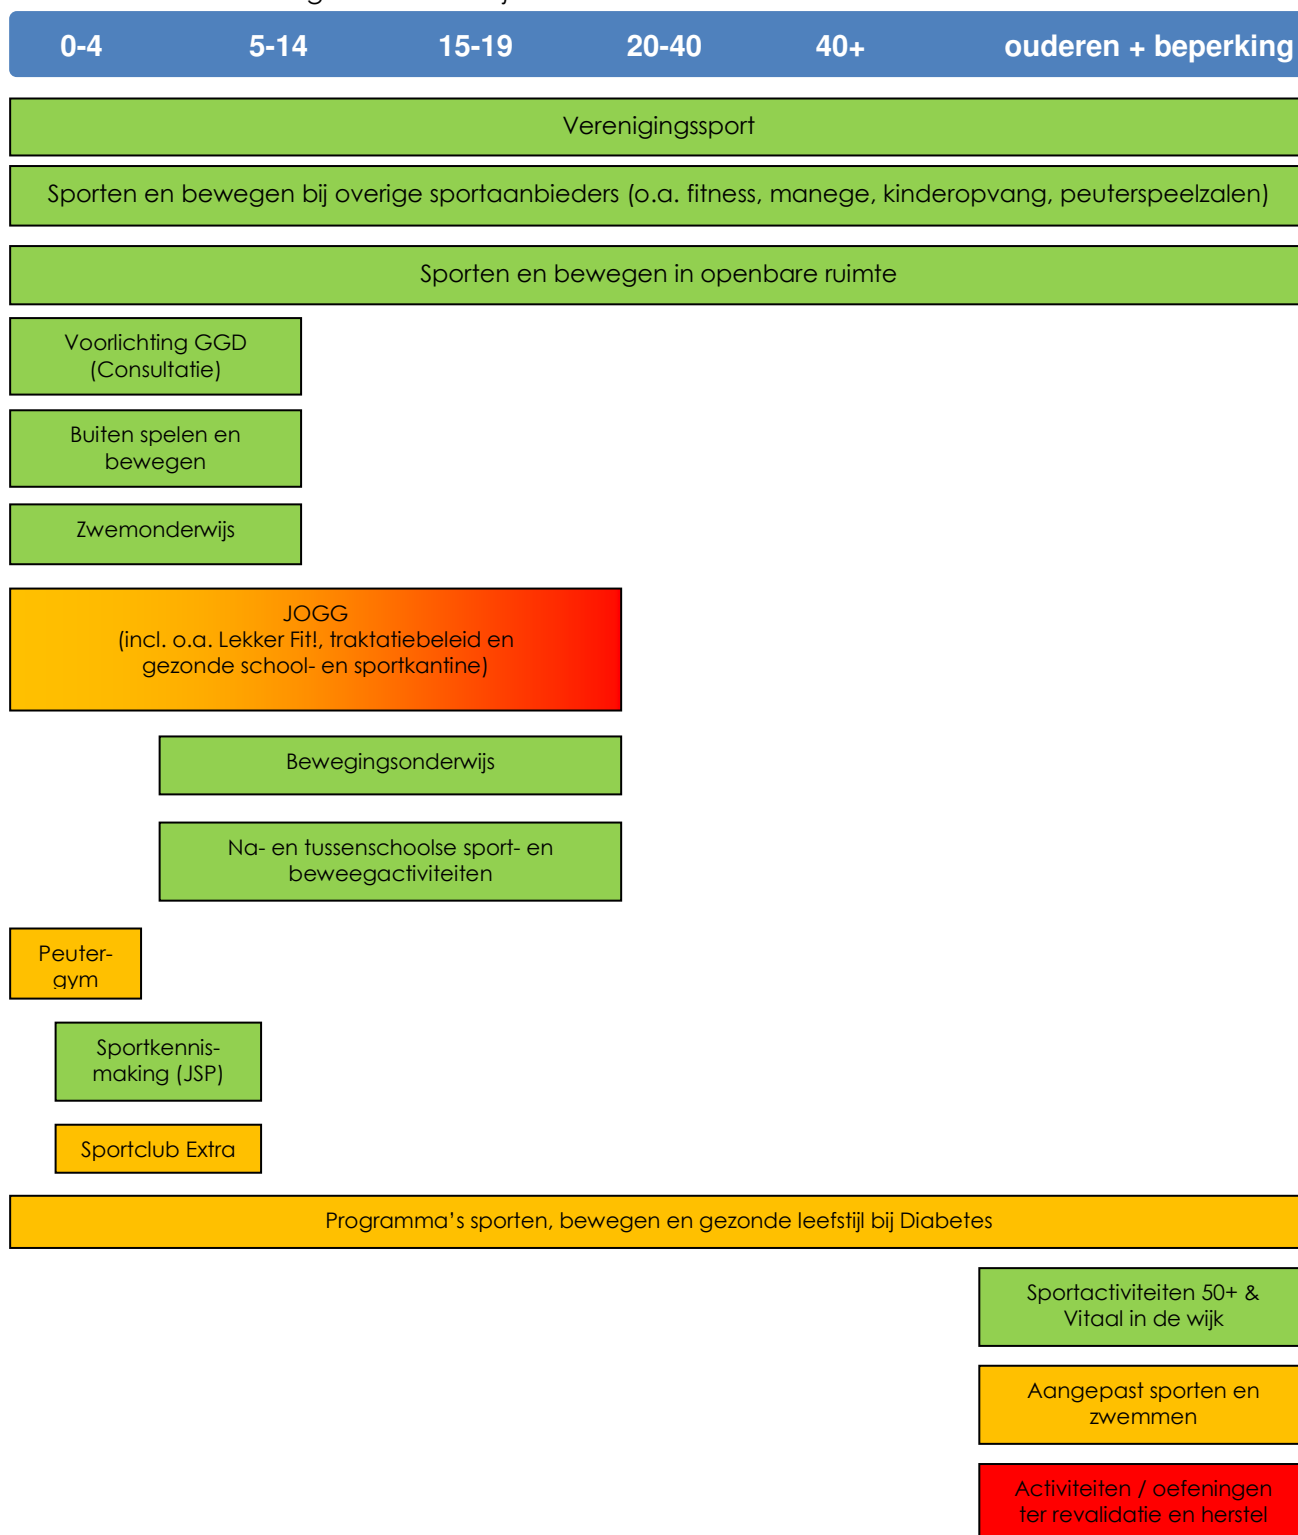 0-4 5-14 15-19 20-40 40+ ouderen + beperking
Verenigingssport
Sporten en bewegen bij overige sportaanbieders (o.a. fitness, manege, kinderopvang, peuterspeelzalen)
Sporten en bewegen in openbare ruimte
Voorlichting GGD
(Consultatie)
Buiten spelen en
bewegen
Zwemonderwijs
JOGG
(incl. o.a. Lekker Fit!, traktatiebeleid en
gezonde school- en sportkantine)
Bewegingsonderwijs
Na- en tussenschoolse sport- en
beweegactiviteiten
Peuter-
gym
Sportkennis-
making (JSP)
Sportclub Extra
Programma's sporten, bewegen en gezonde leefstijl bij Diabetes
Sportactiviteiten 50+ &
Vitaal in de wijk
Aangepast sporten en
zwemmen
Activiteiten / oefeningen
ter revalidatie en herstel